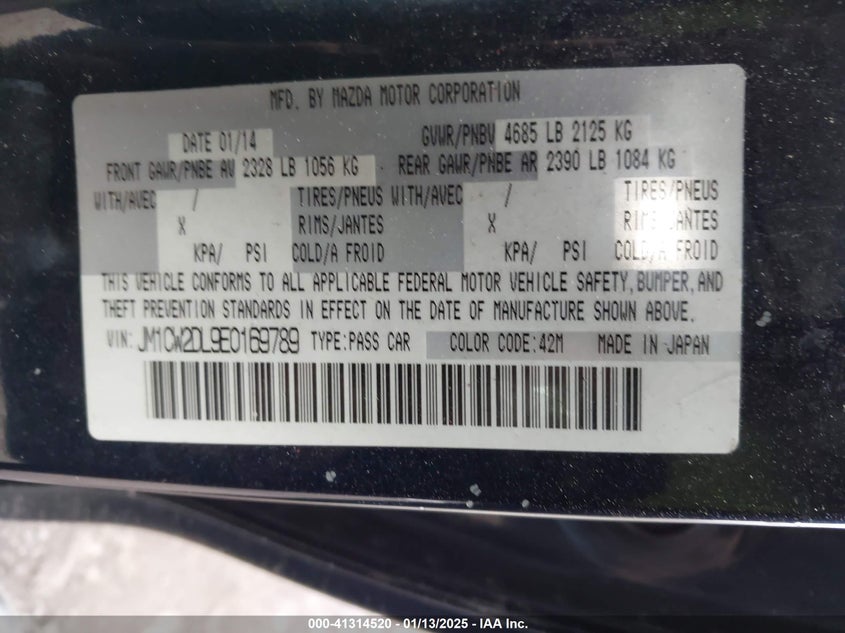 MFD. BY MAZDA MOTOR CORPORATION
DATE 01/14 GVWR/PNBV 4685 LB 2125 KG
FRONT GAWR/PNBE AV 2328 LB 1056 KG REAR GAWR/PNBE AR 2390 LB 1084 KG
WITH/AVEC / TIRES/PNEUS WITH/AVEC / TIRES/PNEUS
X RIMS/JANTES X RIMS/JANTES
KPA/ PSI COLD/A FROID KPA/ PSI COLD/A FROID
THIS VEHICLE CONFORMS TO ALL APPLICABLE FEDERAL MOTOR VEHICLE SAFETY, BUMPER, AND
THEFT PREVENTION STANDARDS IN EFFECT ON THE DATE OF MANUFACTURE SHOWN ABOVE.
VIN: JM1CW2DL9E0169789 TYPE:PASS CAR COLOR CODE:42M MADE IN JAPAN
000-41314520 - 01/13/2025 - IAAI.COM